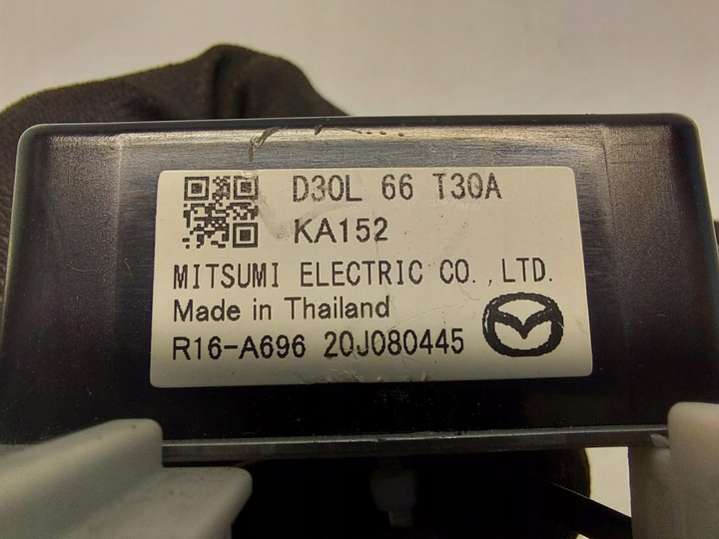 D30L 66 T30A
KA152
MITSUMI ELECTRIC CO.,LTD.
Made in Thailand
R16-A696 20J080445